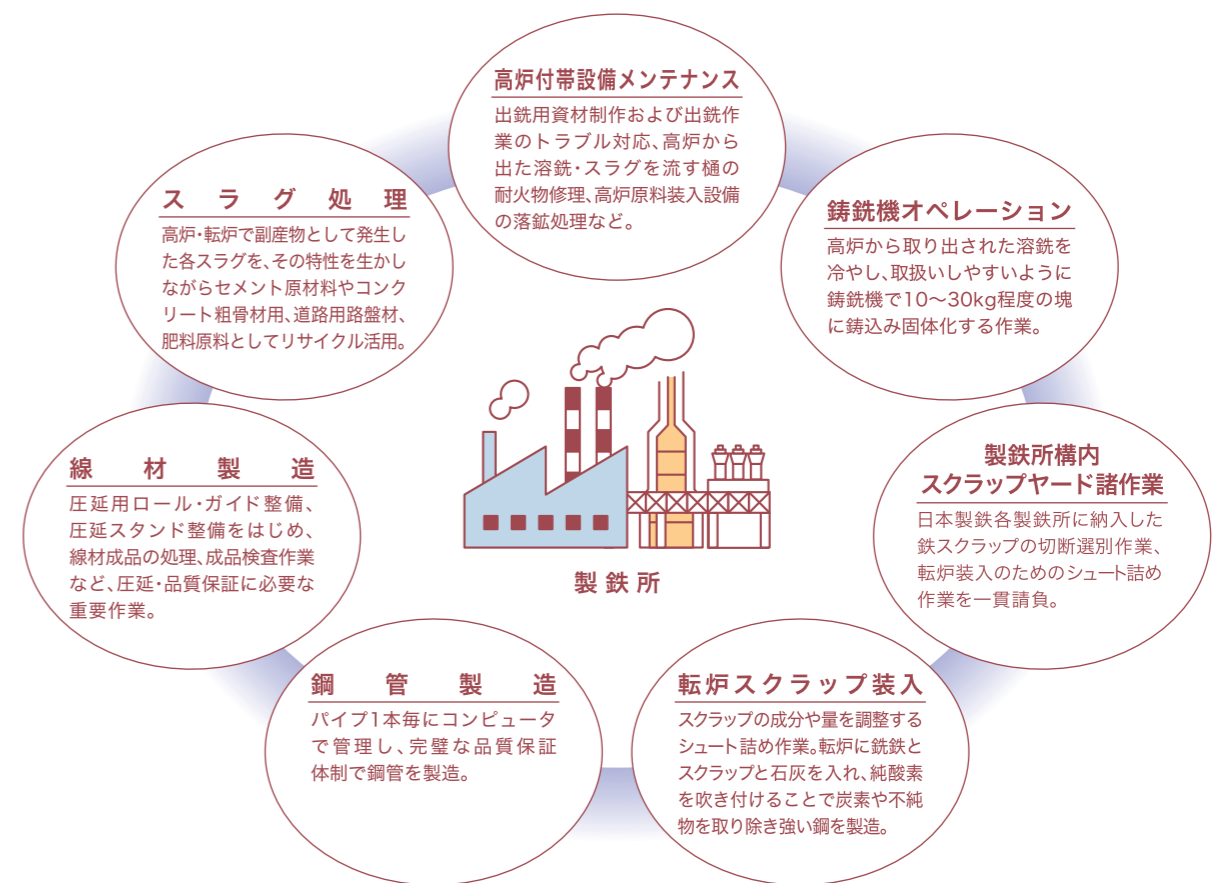 高炉付帯設備メンテナンス
出銑用資材制作および出銑作
業のトラブル対応、高炉から
出た溶銑・スラグを流す樋の
耐火物修理、高炉原料装入設備
の落鉱処理など。
鋳銑機オペレーション
高炉から取り出された溶銑を
冷やし、取扱いしやすいように
鋳銑機で10〜30kg程度の塊
に鋳込み固体化する作業。
製鉄所構内
スクラップヤード諸作業
日本製鉄各製鉄所に納入した
鉄スクラップの切断選別作業、
転炉装入のためのシュート詰め
作業を一貫請負。
転炉スクラップ装入
スクラップの成分や量を調整する
シュート詰め作業。転炉に銑鉄と
スクラップと石灰を入れ、純酸素
を吹き付けることで炭素や不純
物を取り除き強い鋼を製造。
鋼管製造
パイプ1本毎にコンピュータ
で管理し、完璧な品質保証
体制で鋼管を製造。
線材製造
圧延用ロール・ガイド整備、
圧延スタンド整備をはじめ、
線材成品の処理、成品検査作業
など、圧延・品質保証に必要な
重要作業。
スラグ処理
高炉・転炉で副産物として発生し
た各スラグを、その特性を生かし
ながらセメント原材料やコンク
リート粗骨材用、道路用路盤材、
肥料原料としてリサイクル活用。
製鉄所